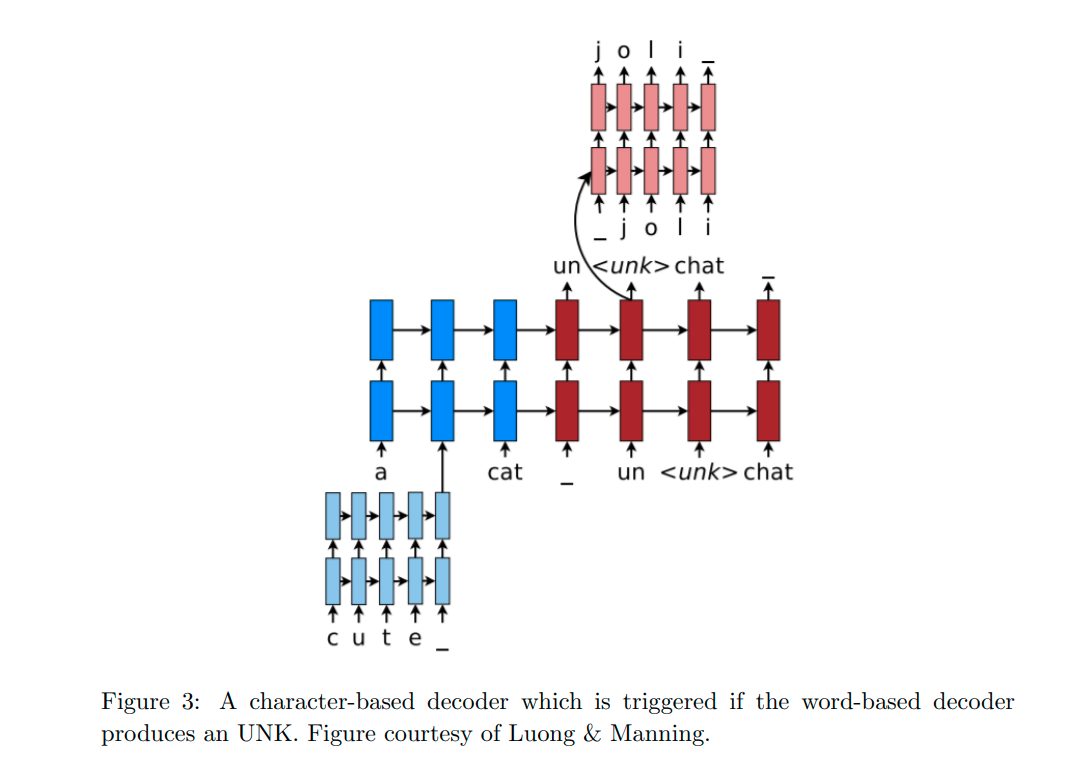 j o l i _
_ j o l i
un <unk> chat _
a cat _ un <unk> chat
c u t e _
Figure 3: A character-based decoder which is triggered if the word-based decoder
produces an UNK. Figure courtesy of Luong & Manning.